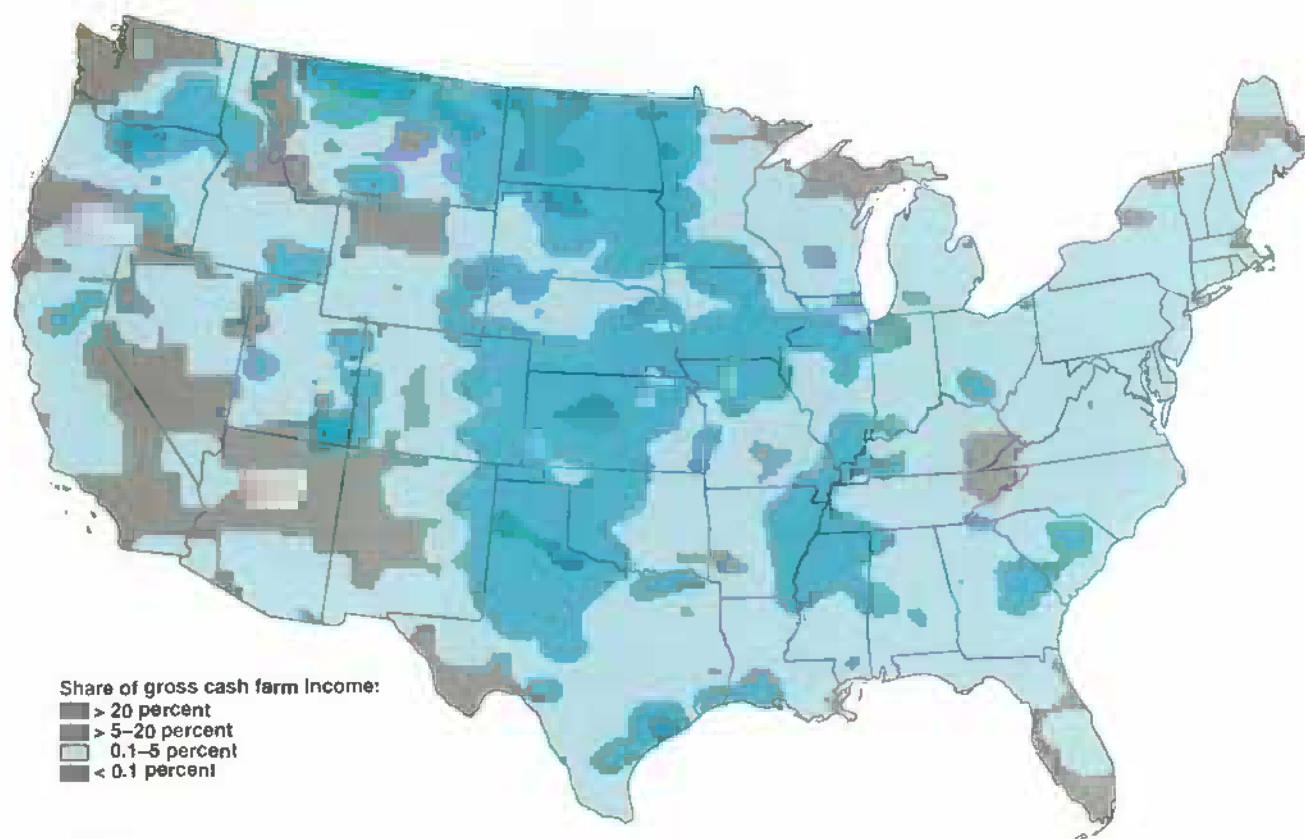 Share of gross cash farm income:
> 20 percent
> 5–20 percent
0.1–5 percent
< 0.1 percent